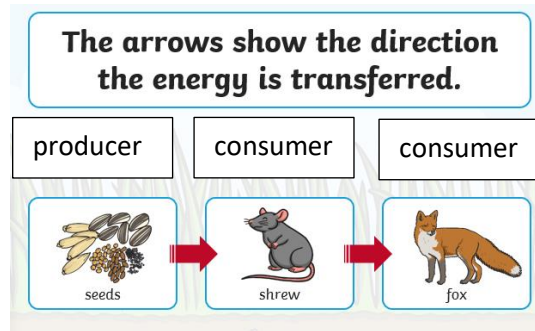 The arrows show the direction
the energy is transferred.
producer consumer consumer
seeds shrew fox